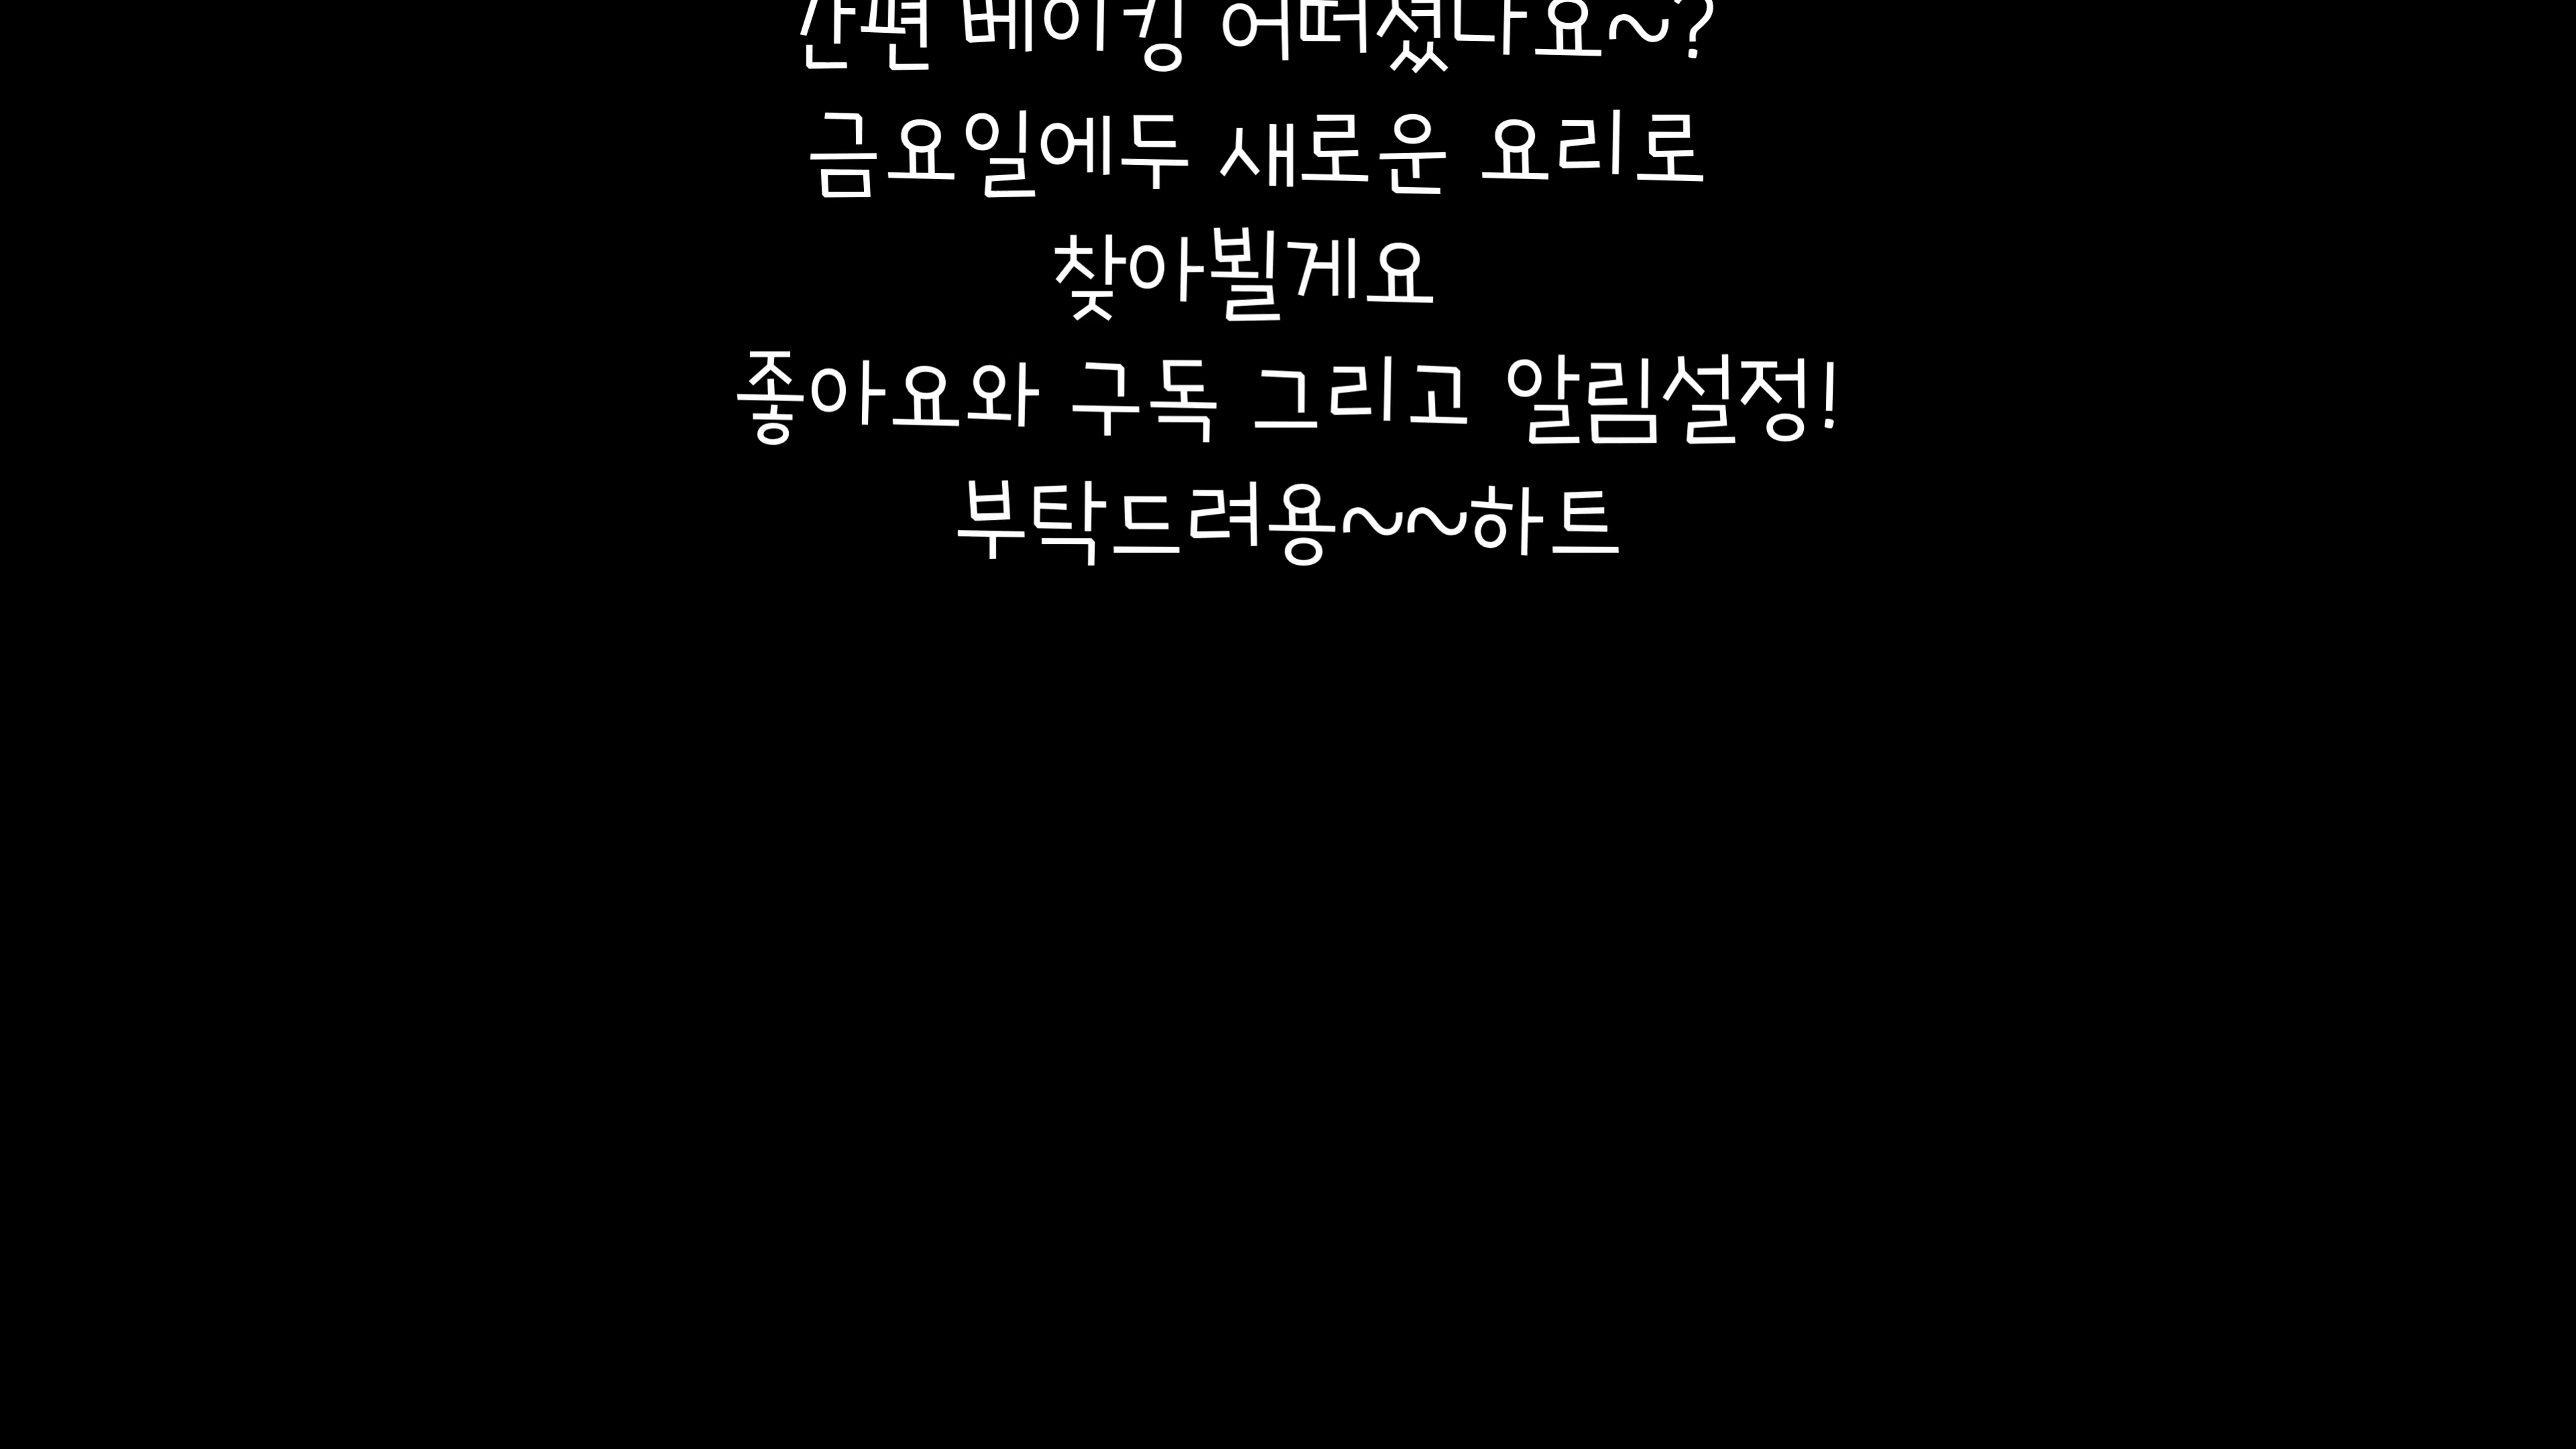 간편 베이킹 어떠셨나요~?
금요일에두 새로운 요리로
찾아뵐게요
좋아요와 구독 그리고 알림설정!
부탁드려용~~하트